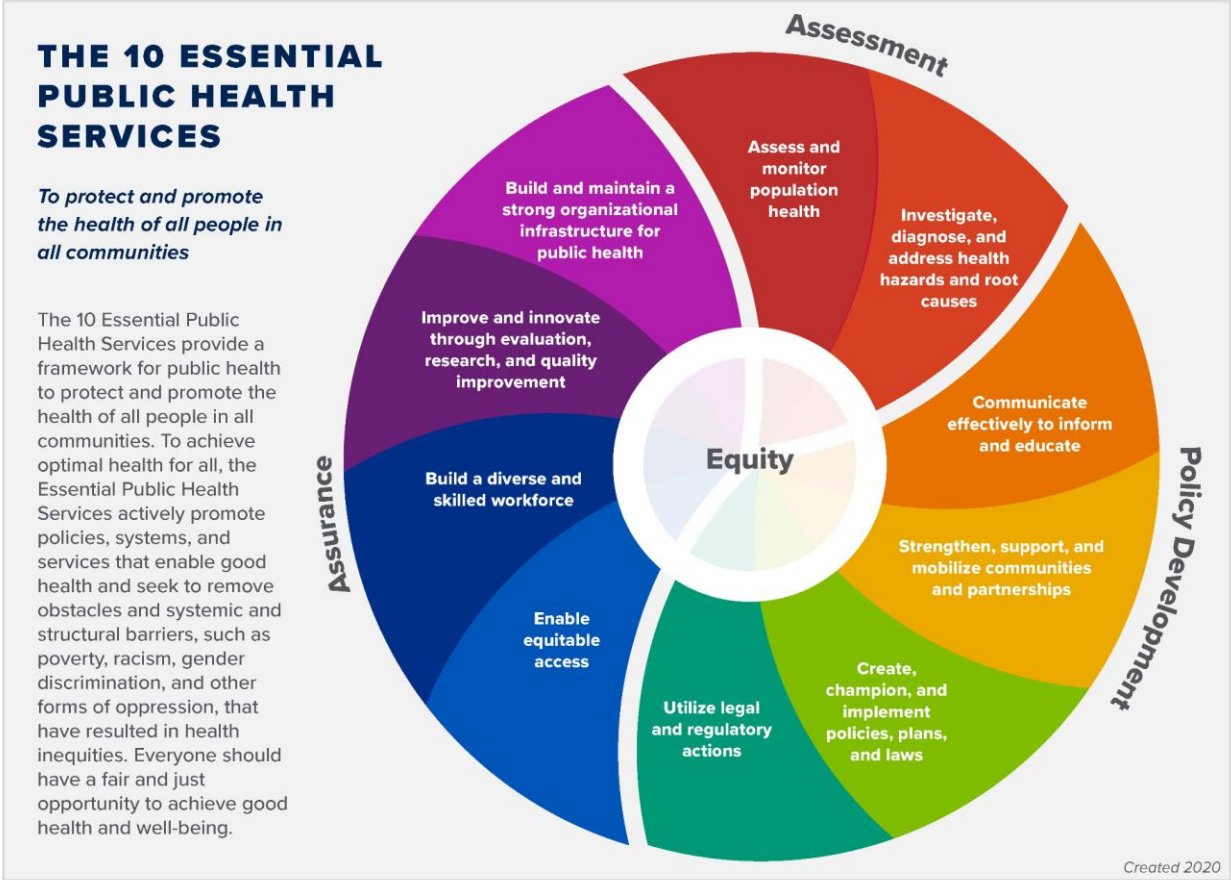 THE 10 ESSENTIAL
PUBLIC HEALTH
SERVICES
To protect and promote
the health of all people in
all communities
The 10 Essential Public
Health Services provide a
framework for public health
to protect and promote the
health of all people in all
communities. To achieve
optimal health for all, the
Essential Public Health
Services actively promote
policies, systems, and
services that enable good
health and seek to remove
obstacles and systemic and
structural barriers, such as
poverty, racism, gender
discrimination, and other
forms of oppression, that
have resulted in health
inequities. Everyone should
have a fair and just
opportunity to achieve good
health and well-being.
Assessment
Assess and
monitor
population
health
Investigate,
diagnose, and
address health
hazards and root
causes
Policy Development
Communicate
effectively to inform
and educate
Strengthen, support, and
mobilize communities
and partnerships
Create,
champion, and
implement
policies, plans,
and laws
Utilize legal
and regulatory
actions
Assurance
Enable
equitable
access
Build a diverse and
skilled workforce
Improve and innovate
through evaluation,
research, and quality
improvement
Build and maintain a
strong organizational
infrastructure for
public health
Equity
Created 2020